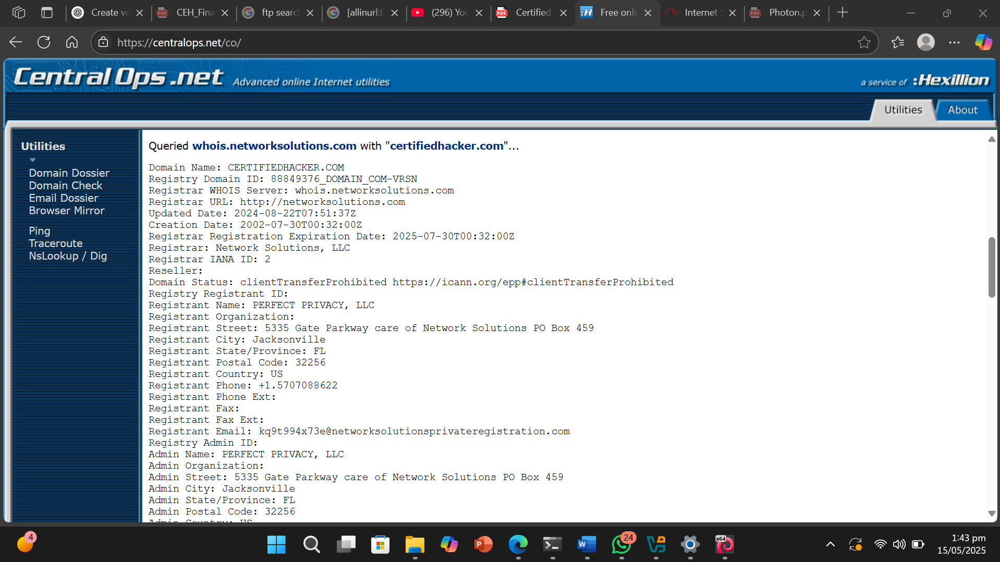 Create ve
CEH_Fina
ftp searc
[allinurl:E
(296) You
Certified
Free onli
Internet S
Photon.p
https://centralops.net/co/
CentralOps.net Advanced online Internet utilities
a service of :Hexillion
Utilities
About
Utilities
Domain Dossier
Domain Check
Email Dossier
Browser Mirror
Ping
Traceroute
NsLookup / Dig
Queried whois.networksolutions.com with "certifiedhacker.com"...
Domain Name: CERTIFIEDHACKER.COM
Registry Domain ID: 88849376_DOMAIN_COM-VRSN
Registrar WHOIS Server: whois.networksolutions.com
Registrar URL: http://networksolutions.com
Updated Date: 2024-08-22T07:51:37Z
Creation Date: 2002-07-30T00:32:00Z
Registrar Registration Expiration Date: 2025-07-30T00:32:00Z
Registrar: Network Solutions, LLC
Registrar IANA ID: 2
Reseller:
Domain Status: clientTransferProhibited https://icann.org/epp#clientTransferProhibited
Registry Registrant ID:
Registrant Name: PERFECT PRIVACY, LLC
Registrant Organization:
Registrant Street: 5335 Gate Parkway care of Network Solutions PO Box 459
Registrant City: Jacksonville
Registrant State/Province: FL
Registrant Postal Code: 32256
Registrant Country: US
Registrant Phone: +1.5707088622
Registrant Phone Ext:
Registrant Fax:
Registrant Fax Ext:
Registrant Email: kq9t994x73e@networksolutionsprivateregistration.com
Registry Admin ID:
Admin Name: PERFECT PRIVACY, LLC
Admin Organization:
Admin Street: 5335 Gate Parkway care of Network Solutions PO Box 459
Admin City: Jacksonville
Admin State/Province: FL
Admin Postal Code: 32256
Admin Country: US
4
24
x64
1:43 pm
15/05/2025